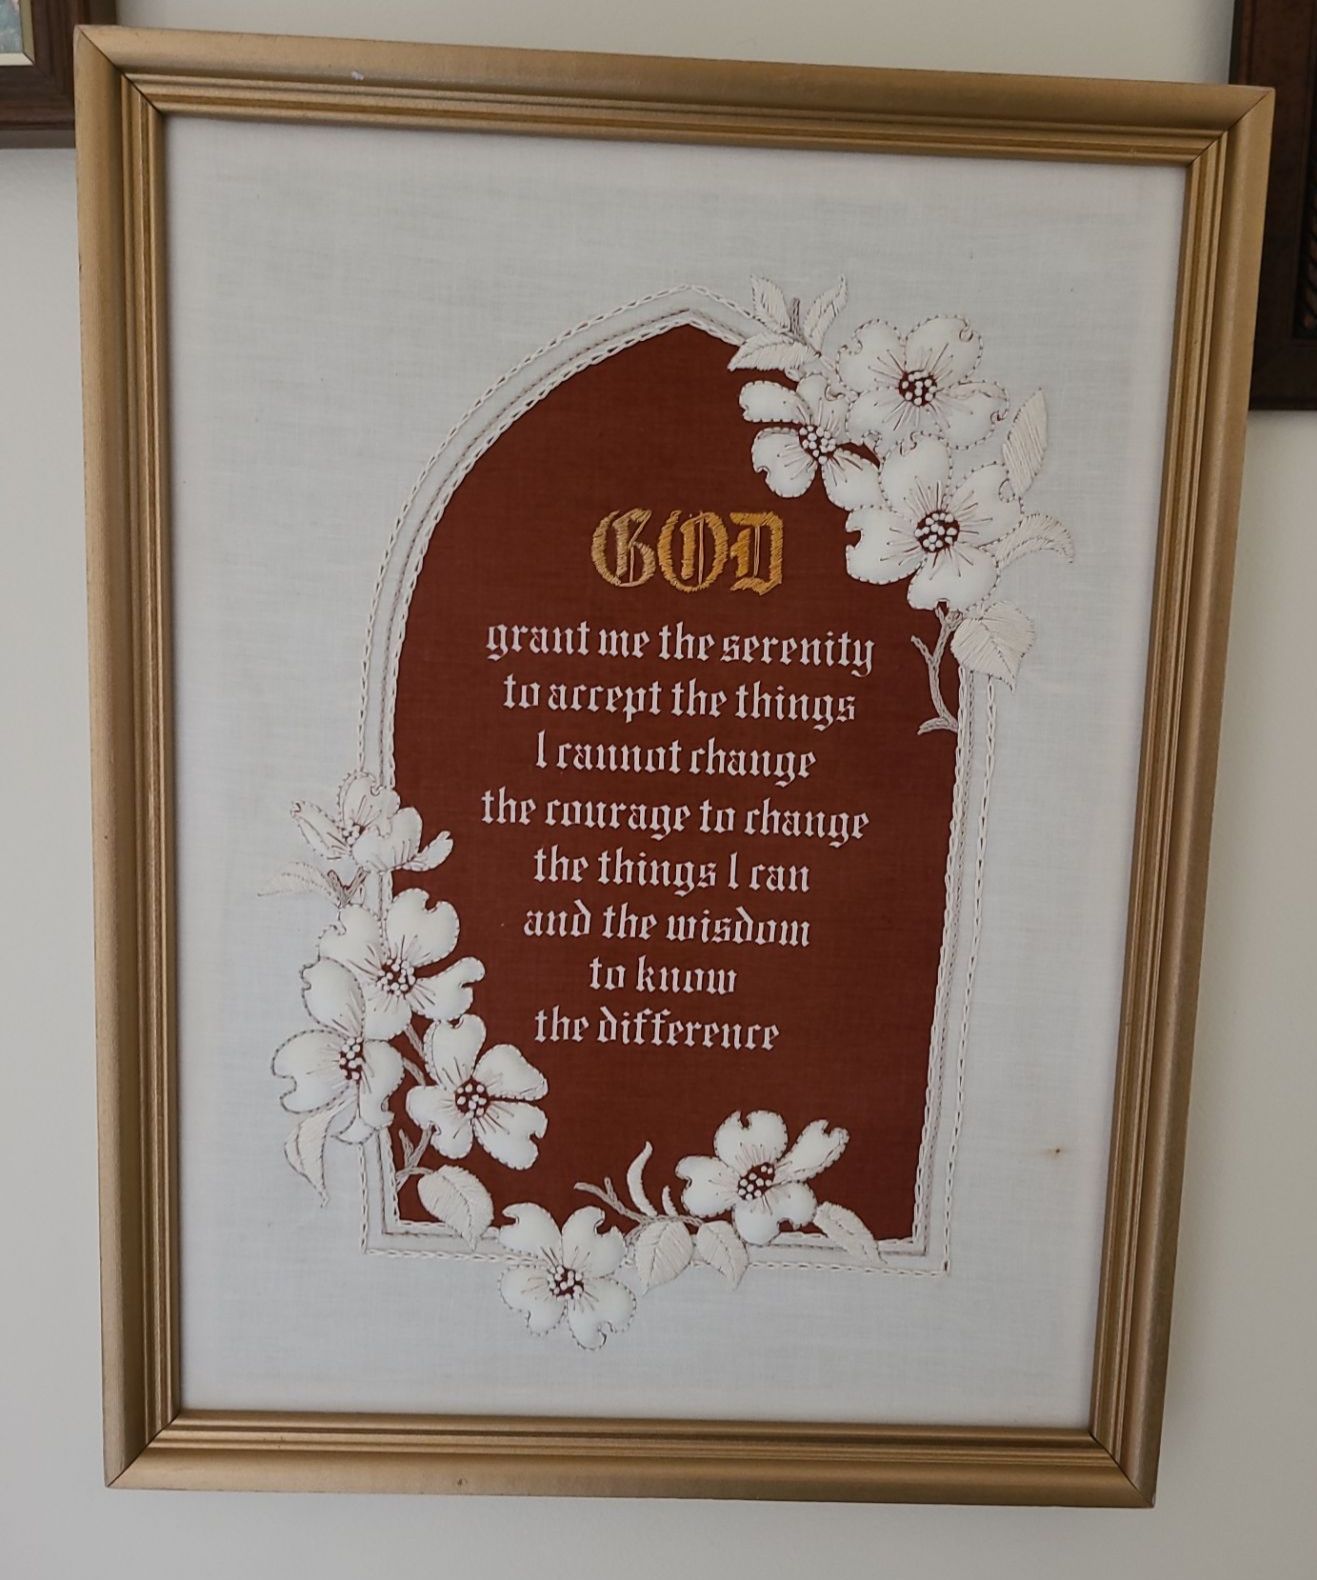 GOD
grant me the serenity
to accept the things
I cannot change
the courage to change
the things I can
and the wisdom
to know
the difference